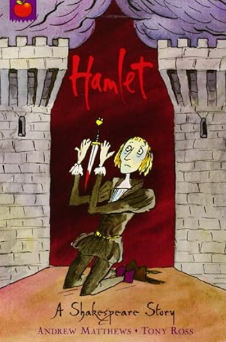 Hamlet
A Shakespeare Story
ANDREW MATTHEWS • TONY ROSS